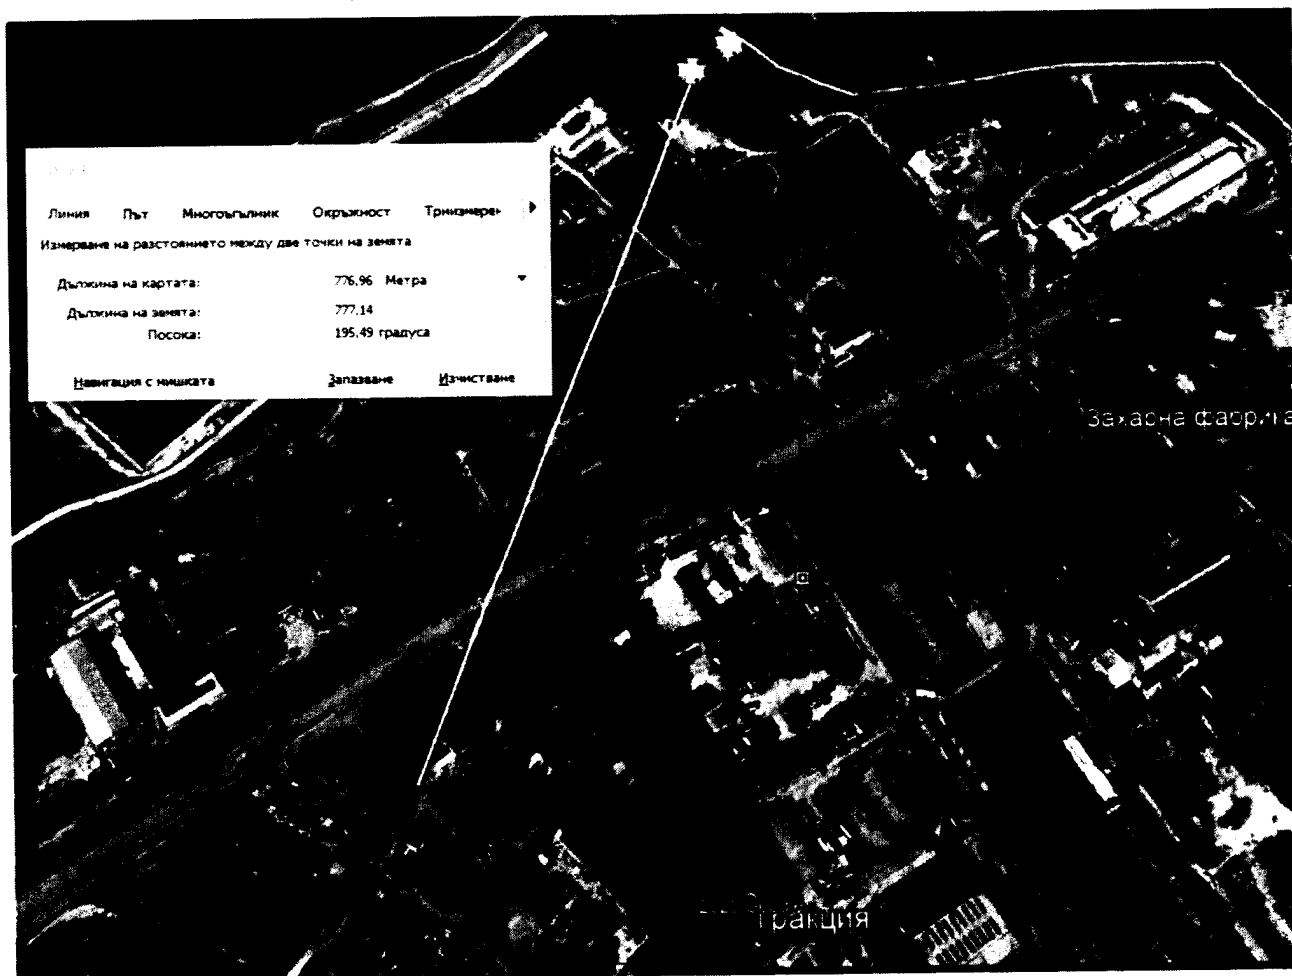 Линия Път Многоъгълник Окръжност Триизмерен
Измерване на разстоянието между две точки на земята
Дължина на картата: 776,96 Метра
Дължина на земята: 777,14
Посока: 195,49 градуса
Навигация с мишката Запазване Изчистване
Захарна фабрика
Тракция